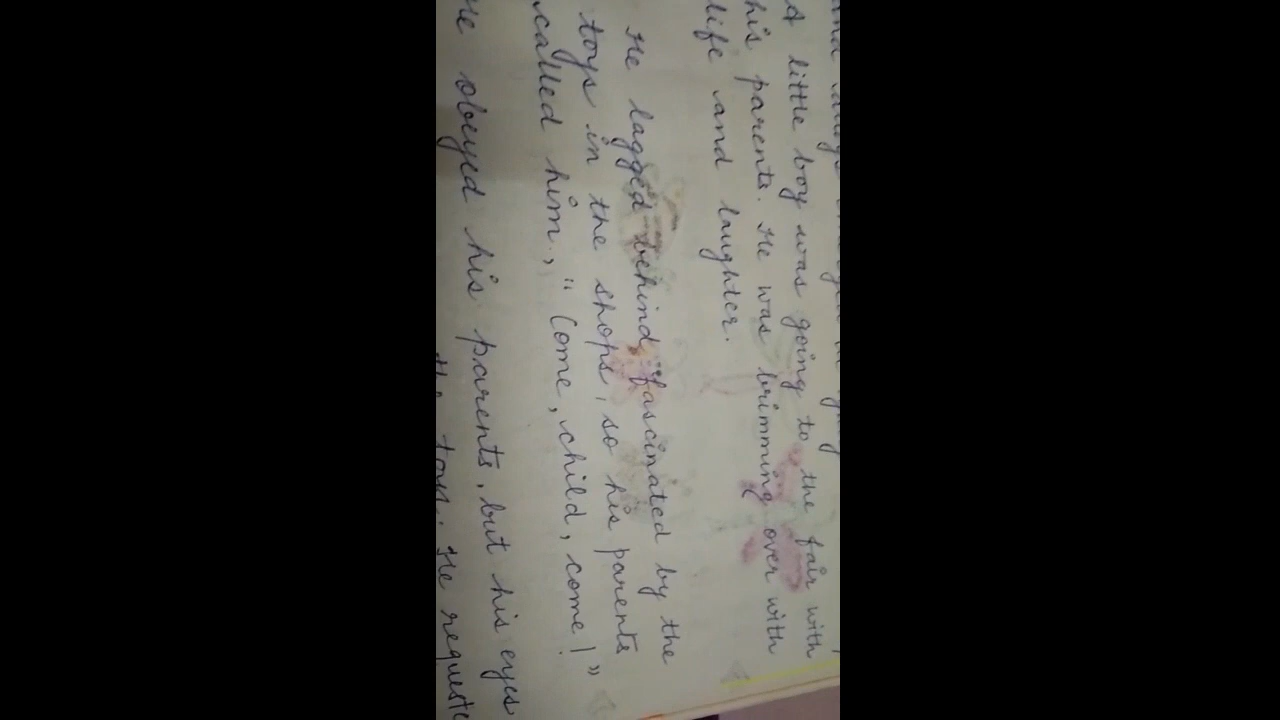 A little boy was going to the fair with
his parents. He was brimming over with
life and laughter.
He lagged behind, fascinated by the
toys in the shops, so his parents
called him, "Come, child, come!"
He obeyed his parents, but his eyes
He